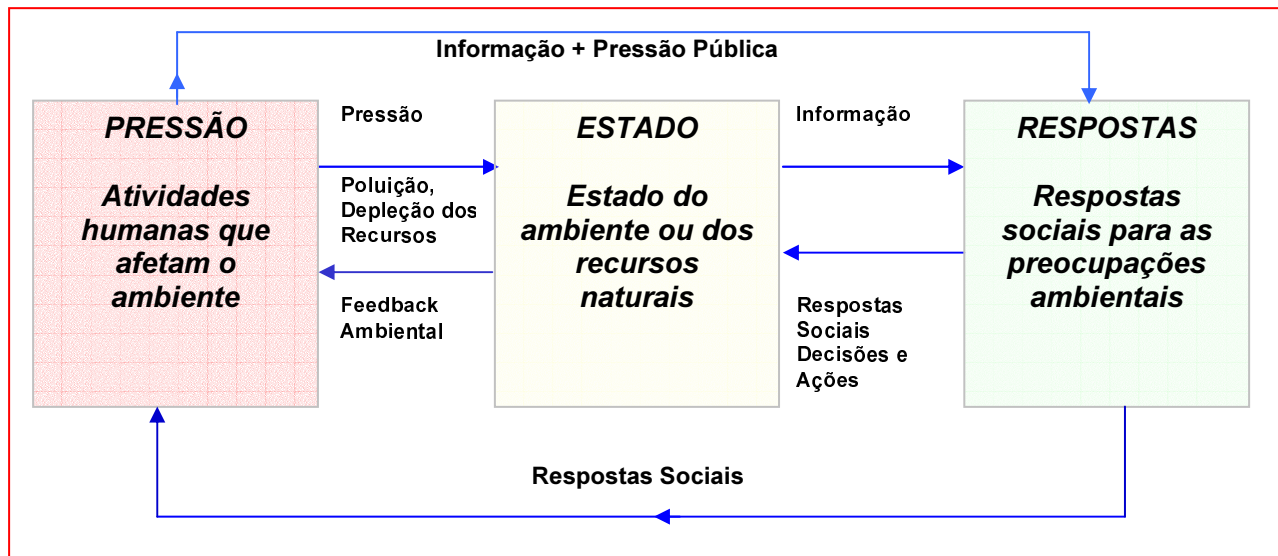 Informação + Pressão Pública
PRESSÃO
Atividades
humanas que
afetam o
ambiente
Pressão
Poluição,
Depleção dos
Recursos
Feedback
Ambiental
ESTADO
Estado do
ambiente ou dos
recursos
naturais
Informação
Respostas
Sociais
Decisões e
Ações
RESPOSTAS
Respostas
sociais para as
preocupações
ambientais
Respostas Sociais